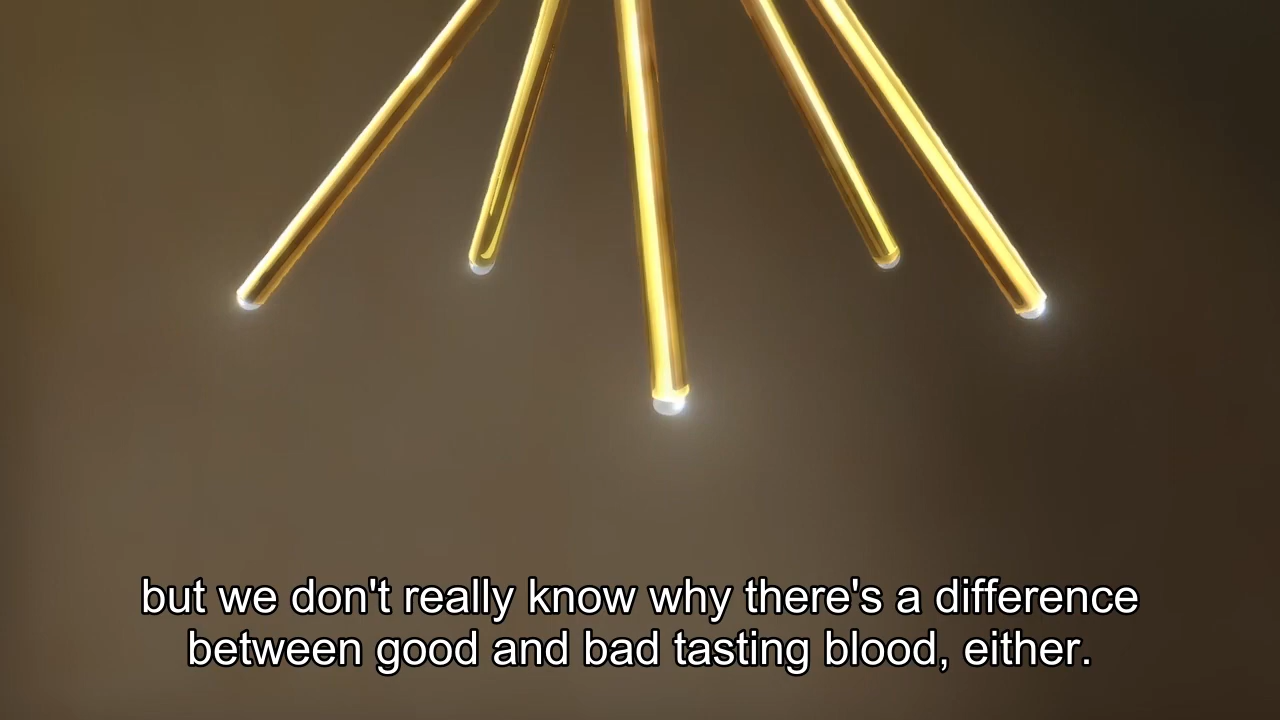 but we don't really know why there's a difference
between good and bad tasting blood, either.